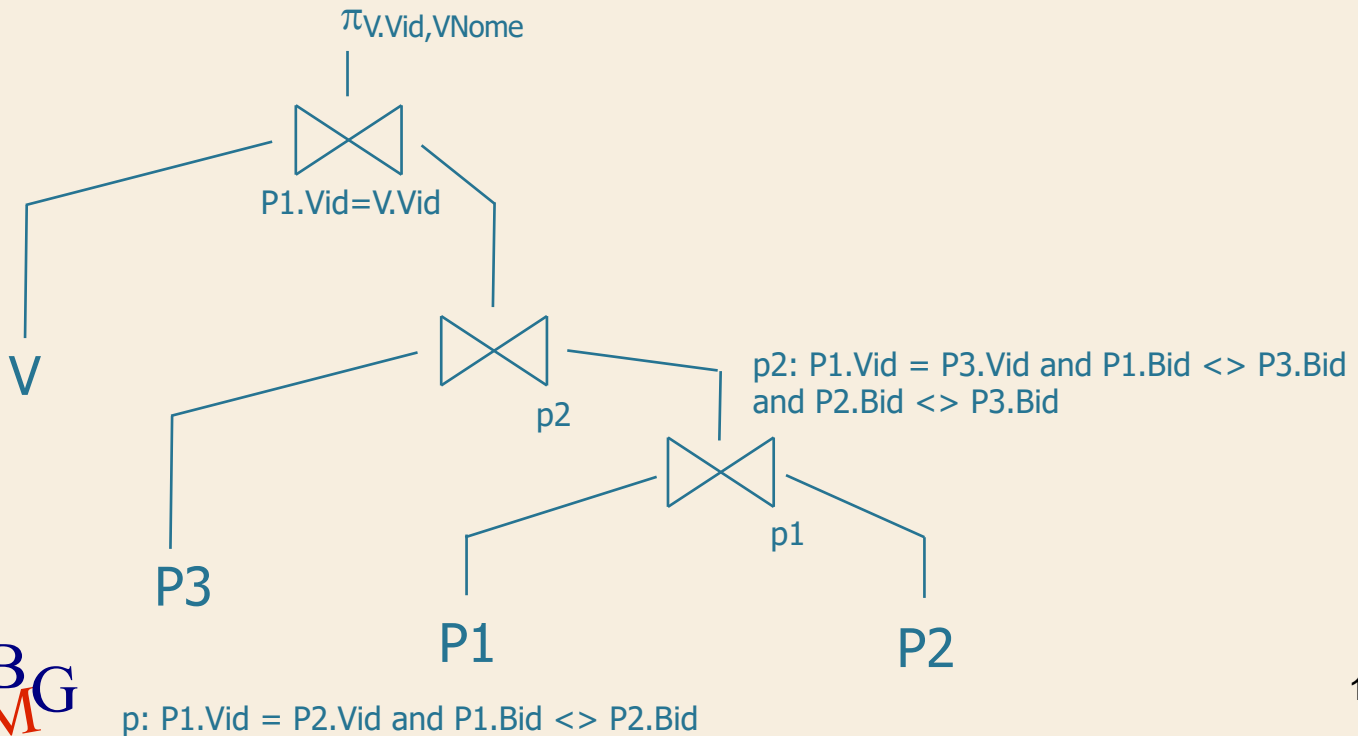 πV.Vid,VNome
P1.Vid=V.Vid
V
p2: P1.Vid = P3.Vid and P1.Bid <> P3.Bid
and P2.Bid <> P3.Bid
p2
p1
P3
P1
P2
BG
M
1
p: P1.Vid = P2.Vid and P1.Bid <> P2.Bid